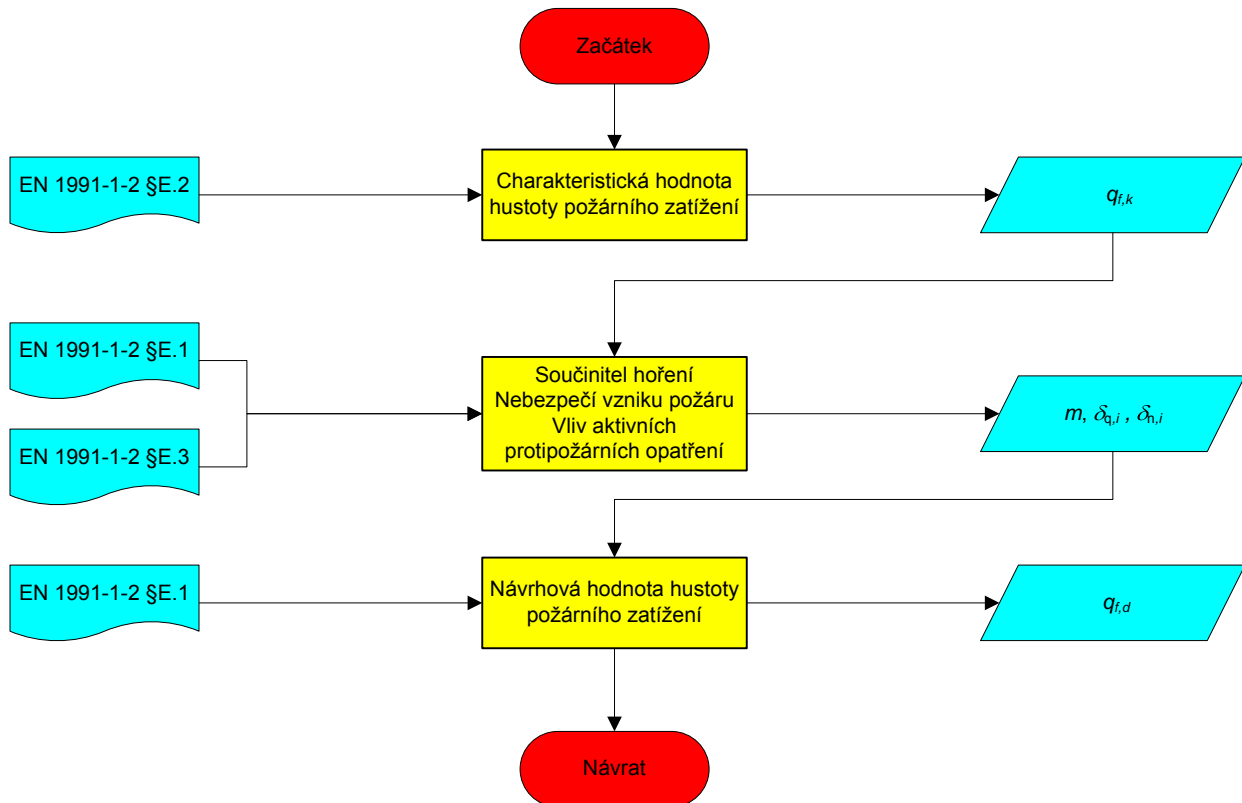 Začátek
EN 1991-1-2 §E.2
Charakteristická hodnota
hustoty požárního zatížení
qf,k
EN 1991-1-2 §E.1
EN 1991-1-2 §E.3
Součinitel hoření
Nebezpečí vzniku požáru
Vliv aktivních
protipožárních opatření
m, δq,i , δn,i
EN 1991-1-2 §E.1
Návrhová hodnota hustoty
požárního zatížení
qf,d
Návrat